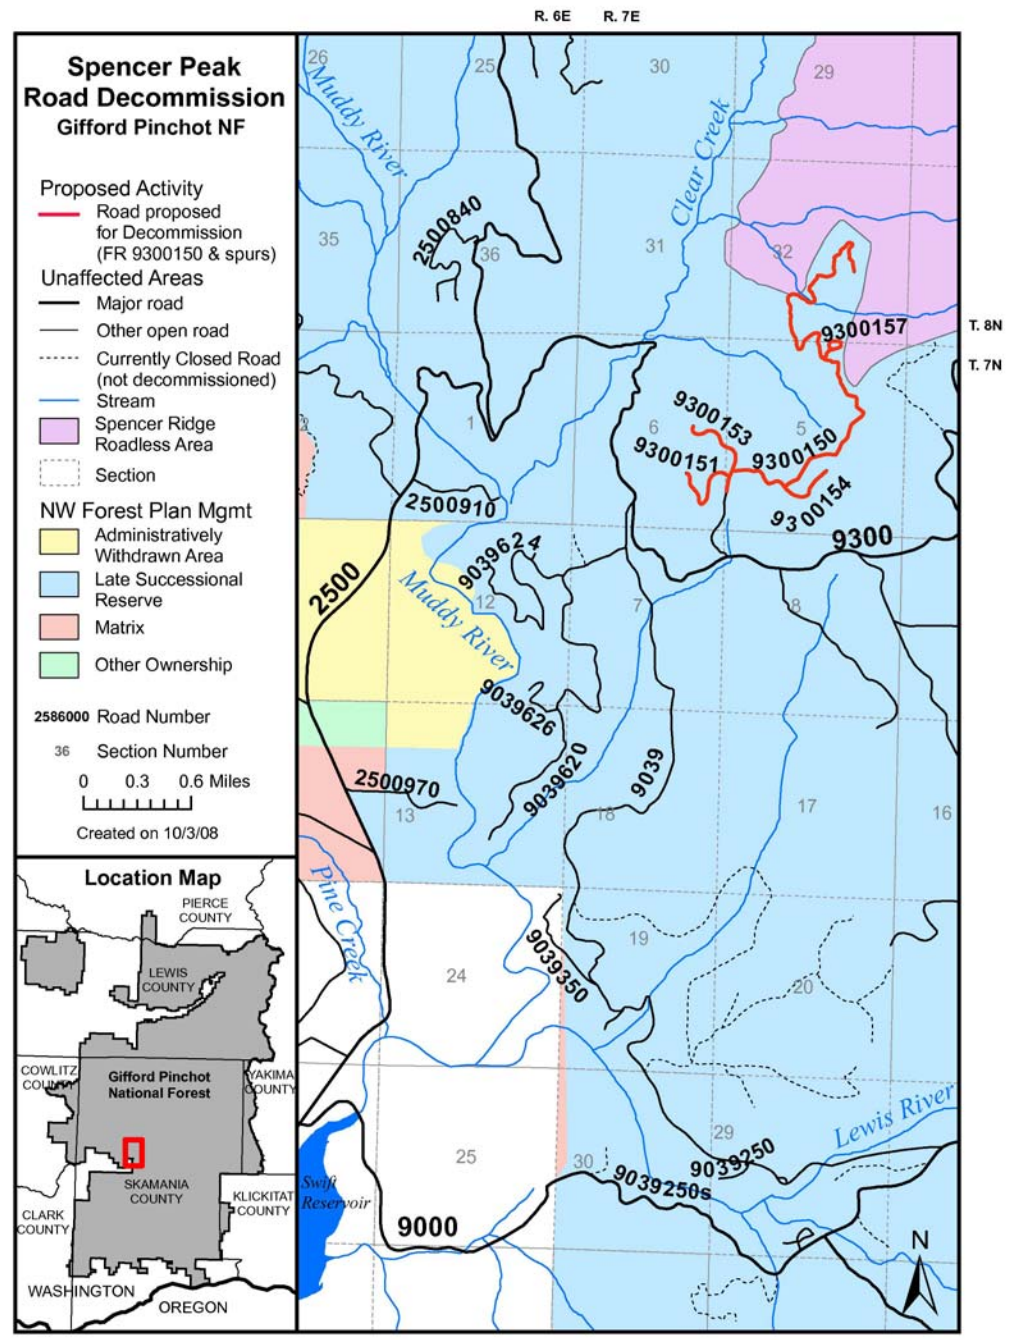 R. 6E R. 7E
Spencer Peak
Road Decommission
Gifford Pinchot NF
Proposed Activity
Road proposed
for Decommission
(FR 9300150 & spurs)
Unaffected Areas
Major road
Other open road
Currently Closed Road
(not decommissioned)
Stream
Spencer Ridge
Roadless Area
Section
NW Forest Plan Mgmt
Administratively
Withdrawn Area
Late Successional
Reserve
Matrix
Other Ownership
2586000 Road Number
36 Section Number
0 0.3 0.6 Miles
Created on 10/3/08
Location Map
PIERCE
COUNTY
LEWIS
COUNTY
COWLITZ
COUNTY
Gifford Pinchot
National Forest
YAKIMA
COUNTY
SKAMANIA
COUNTY
KLICKITAT
COUNTY
CLARK
COUNTY
WASHINGTON
OREGON
26
25
30
29
Muddy River
Clear Creek
2500840
35
36
31
32
9300157
T. 8N
T. 7N
1
6
5
9300153
9300151
9300150
9300154
2500910
9300
2500
9039624
Muddy River
12
7
8
9039626
9039620
9039
2500970
13
18
17
16
Pine Creek
24
9039350
19
20
25
30
29
Lewis River
9039250
9039250s
Swift
Reservoir
9000
N